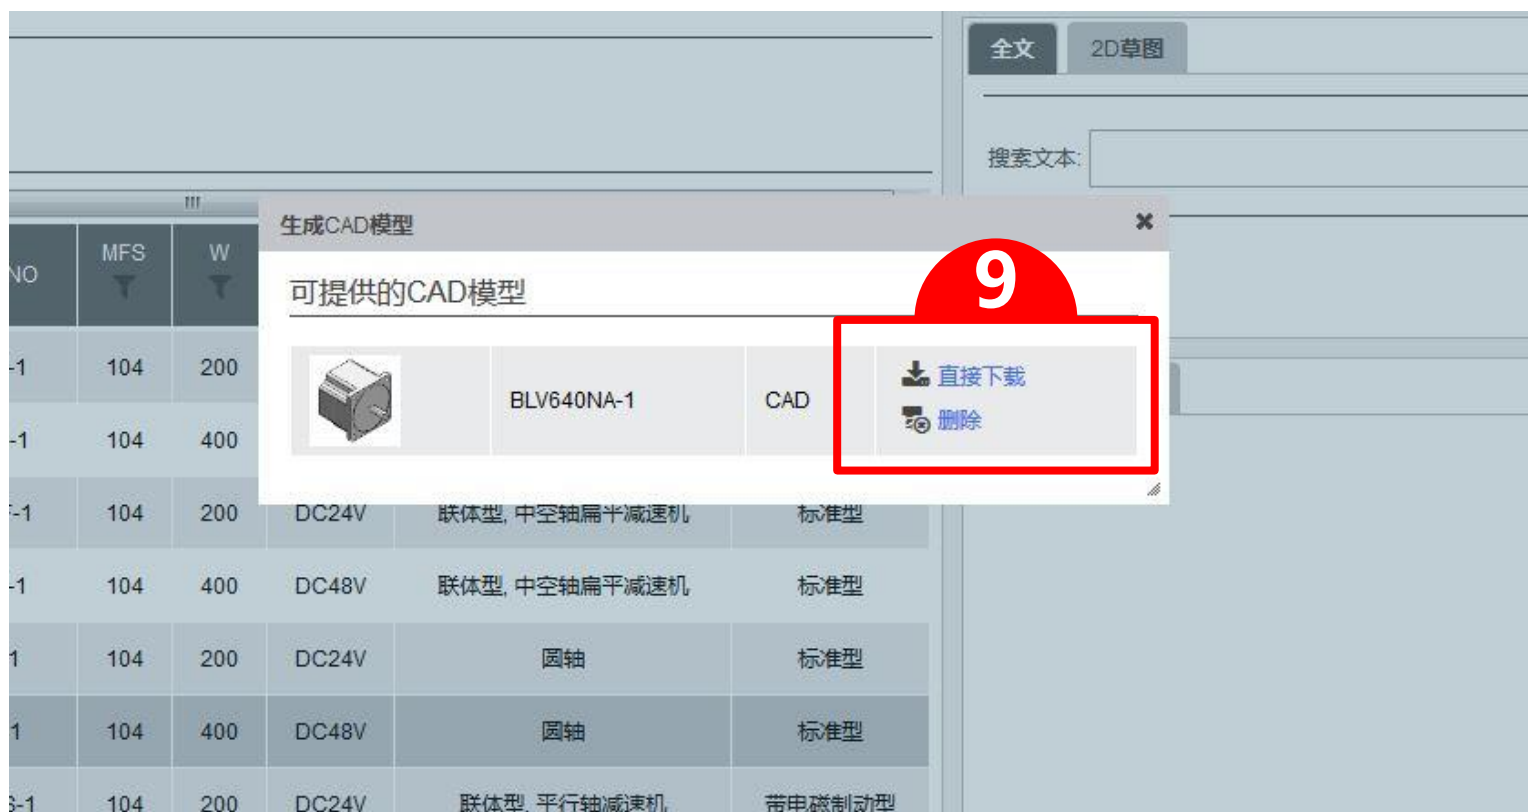 全文 2D草图
搜索文本:
生成CAD模型
NO MFS W
9
可提供的CAD模型
-1 104 200
BLV640NA-1 CAD 直接下载
删除
-1 104 400
-1 104 200 DC24V 联体型, 中空轴扁平减速机 标准型
-1 104 400 DC48V 联体型, 中空轴扁平减速机 标准型
1 104 200 DC24V 圆轴 标准型
1 104 400 DC48V 圆轴 标准型
-1 104 200 DC24V 联体型, 平行轴减速机 带电磁制动型